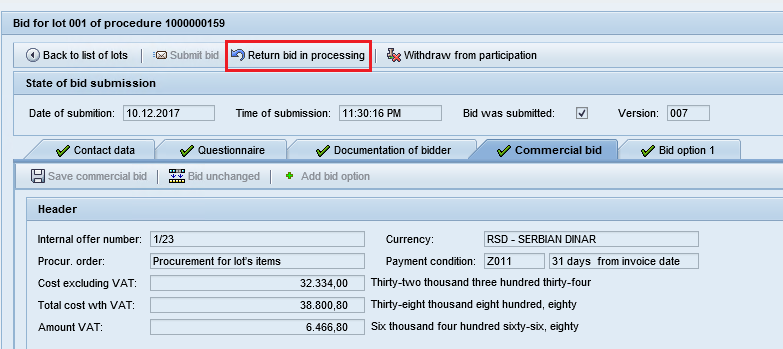 Bid for lot 001 of procedure 1000000159
Back to list of lots Submit bid Return bid in processing Withdraw from participation
State of bid submission
Date of submition: 10.12.2017 Time of submission: 11:30:16 PM Bid was submitted: Version: 007
Contact data Questionnaire Documentation of bidder Commercial bid Bid option 1
Save commercial bid Bid unchanged Add bid option
Header
Internal offer number: 1/23 Currency: RSD - SERBIAN DINAR
Procur. order: Procurement for lot's items Payment condition: Z011 31 days from invoice date
Cost excluding VAT: 32.334,00 Thirty-two thousand three hundred thirty-four
Total cost wth VAT: 38.800,80 Thirty-eight thousand eight hundred, eighty
Amount VAT: 6.466,80 Six thousand four hundred sixty-six, eighty